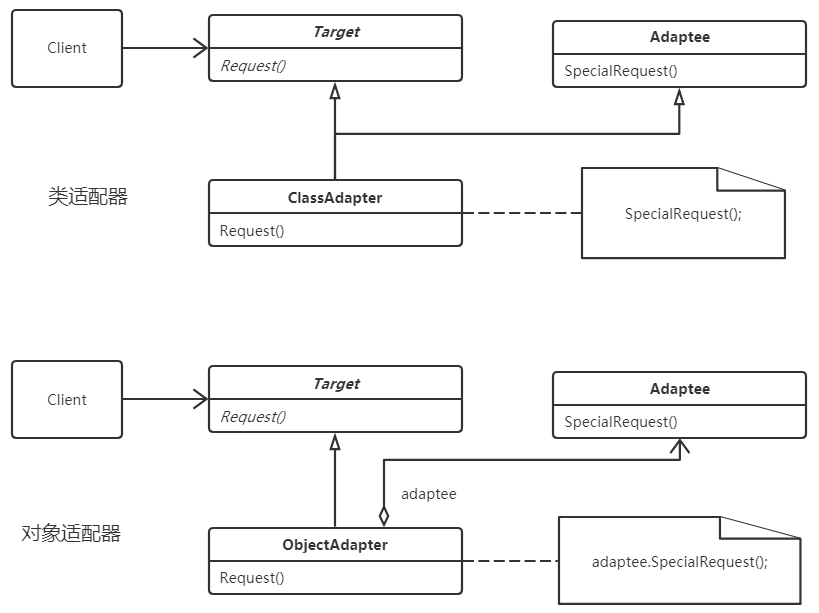 Client
Target
Request()
Adaptee
SpecialRequest()
类适配器
ClassAdapter
Request()
SpecialRequest();
Client
Target
Request()
Adaptee
SpecialRequest()
adaptee
对象适配器
ObjectAdapter
Request()
adaptee.SpecialRequest();